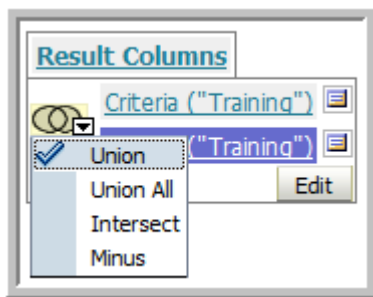 Result Columns
Criteria ("Training")
("Training")
Union
Union All
Edit
Intersect
Minus